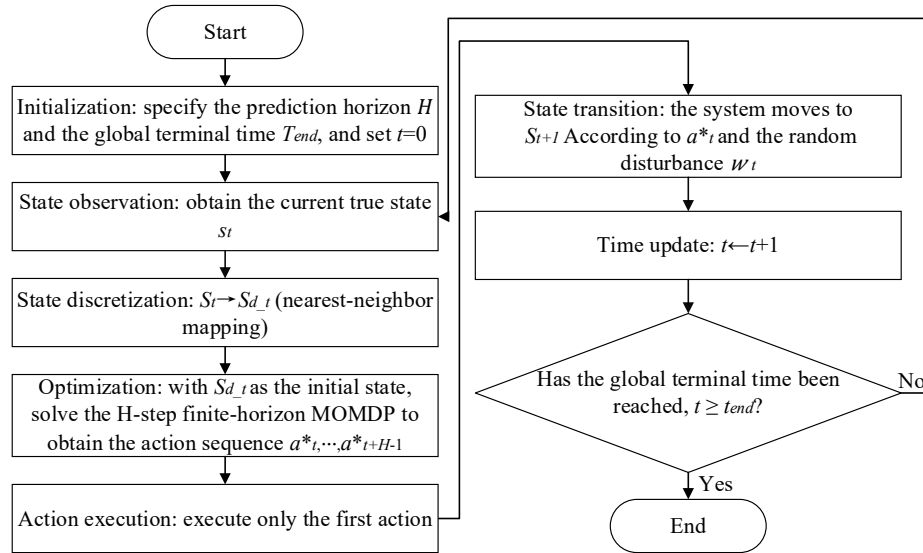 Start
Initialization: specify the prediction horizon H
and the global terminal time Tend, and set t=0
State observation: obtain the current true state
st
State discretization: St→Sd_t (nearest-neighbor
mapping)
Optimization: with Sd_t as the initial state,
solve the H-step finite-horizon MOMDP to
obtain the action sequence a*t,···,a*t+H-1
Action execution: execute only the first action
State transition: the system moves to
St+1 According to a*t and the random
disturbance wt
Time update: t←t+1
Has the global terminal time been
reached, t ≥ tend?
No
Yes
End